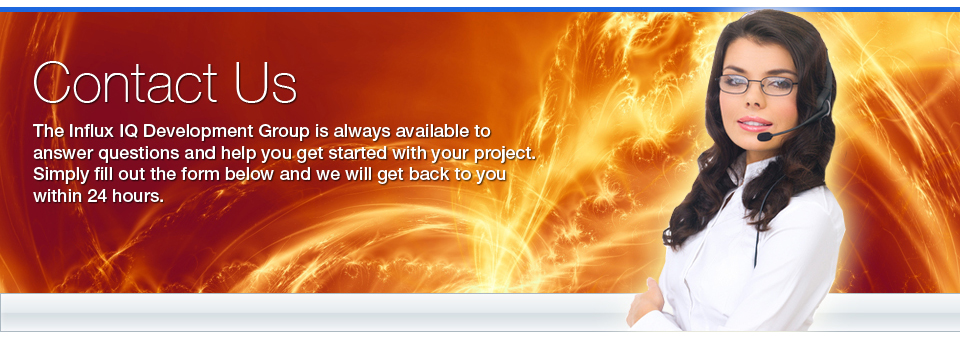 Contact Us
The Influx IQ Development Group is always available to
answer questions and help you get started with your project.
Simply fill out the form below and we will get back to you
within 24 hours.